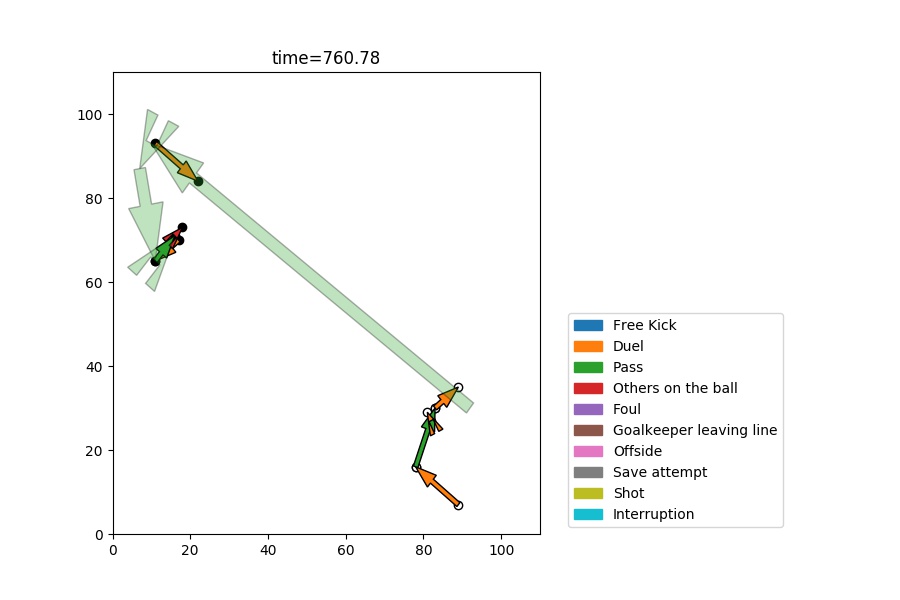 time=760.78
100
80
60
40
20
0
0 20 40 60 80 100
Free Kick
Duel
Pass
Others on the ball
Foul
Goalkeeper leaving line
Offside
Save attempt
Shot
Interruption